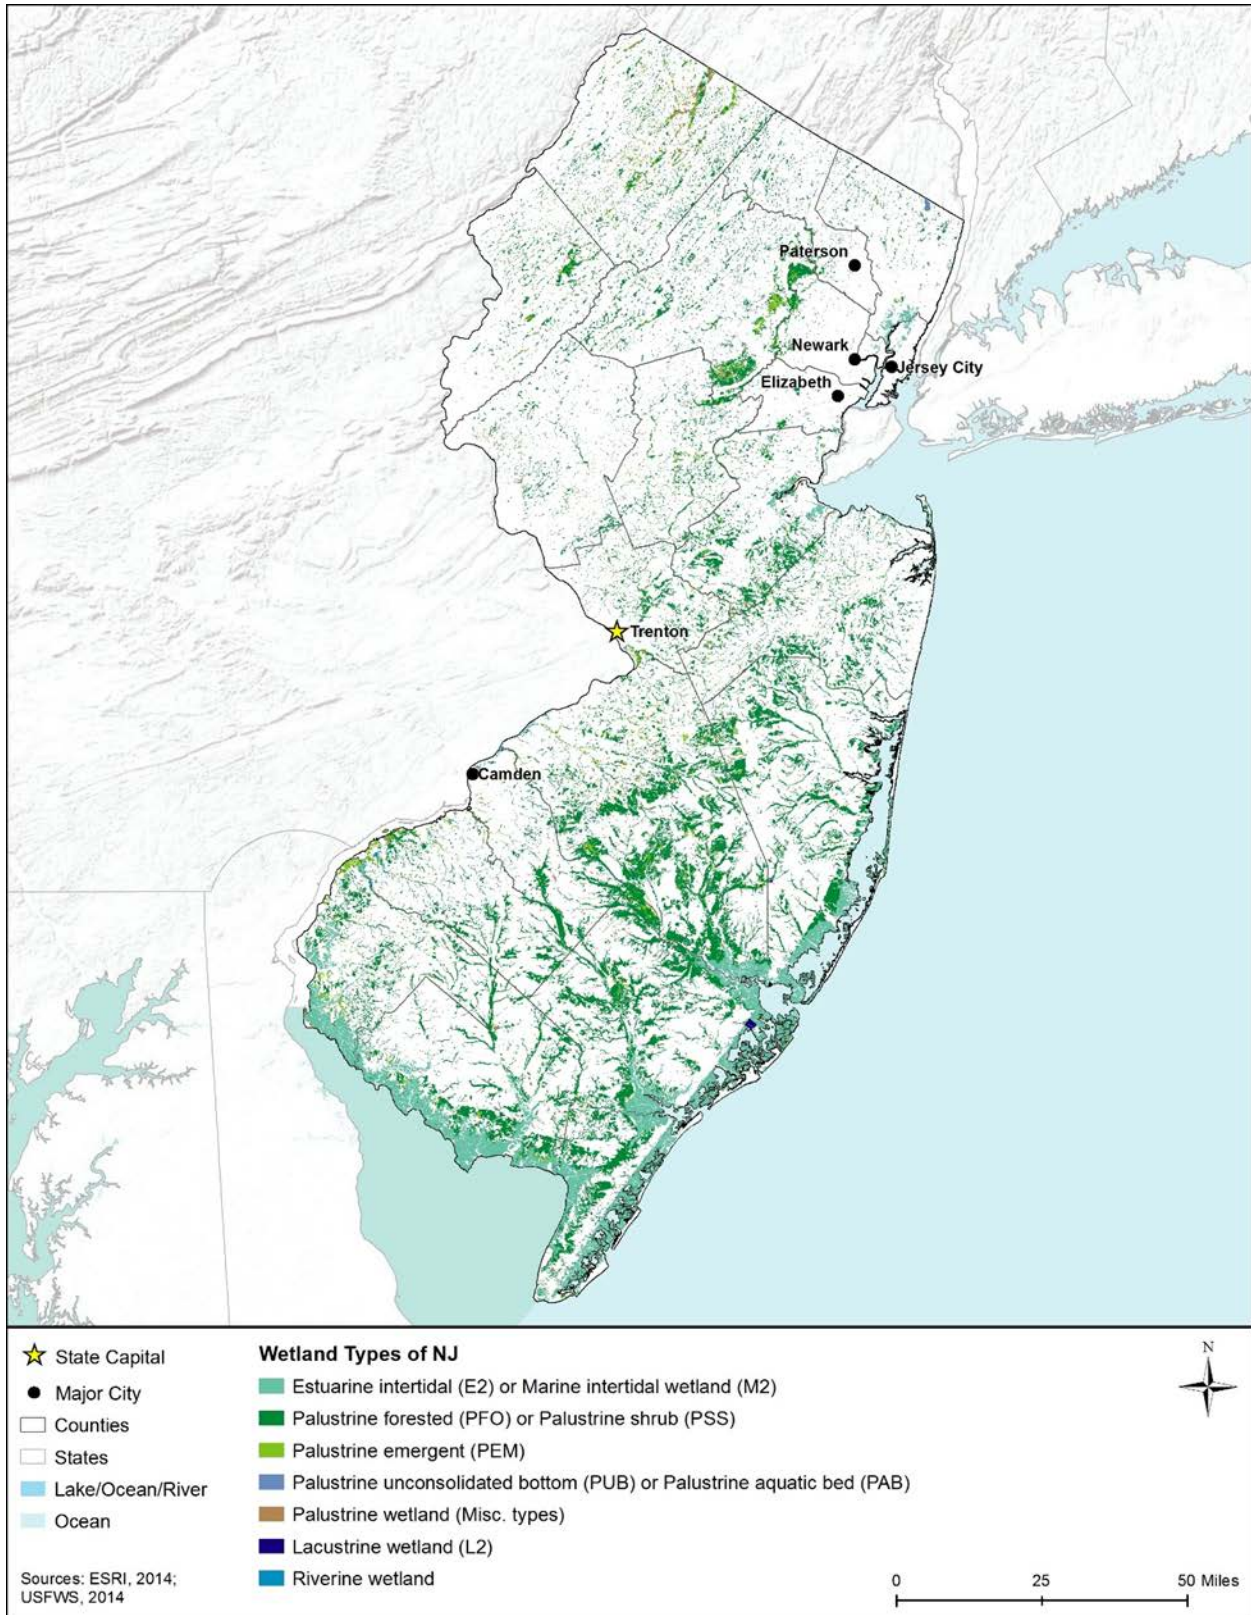 Paterson
Newark
Jersey City
Elizabeth
Trenton
Camden
State Capital
Major City
Counties
States
Lake/Ocean/River
Ocean
Sources: ESRI, 2014;
USFWS, 2014
Wetland Types of NJ
Estuarine intertidal (E2) or Marine intertidal wetland (M2)
Palustrine forested (PFO) or Palustrine shrub (PSS)
Palustrine emergent (PEM)
Palustrine unconsolidated bottom (PUB) or Palustrine aquatic bed (PAB)
Palustrine wetland (Misc. types)
Lacustrine wetland (L2)
Riverine wetland
N
0 25 50 Miles